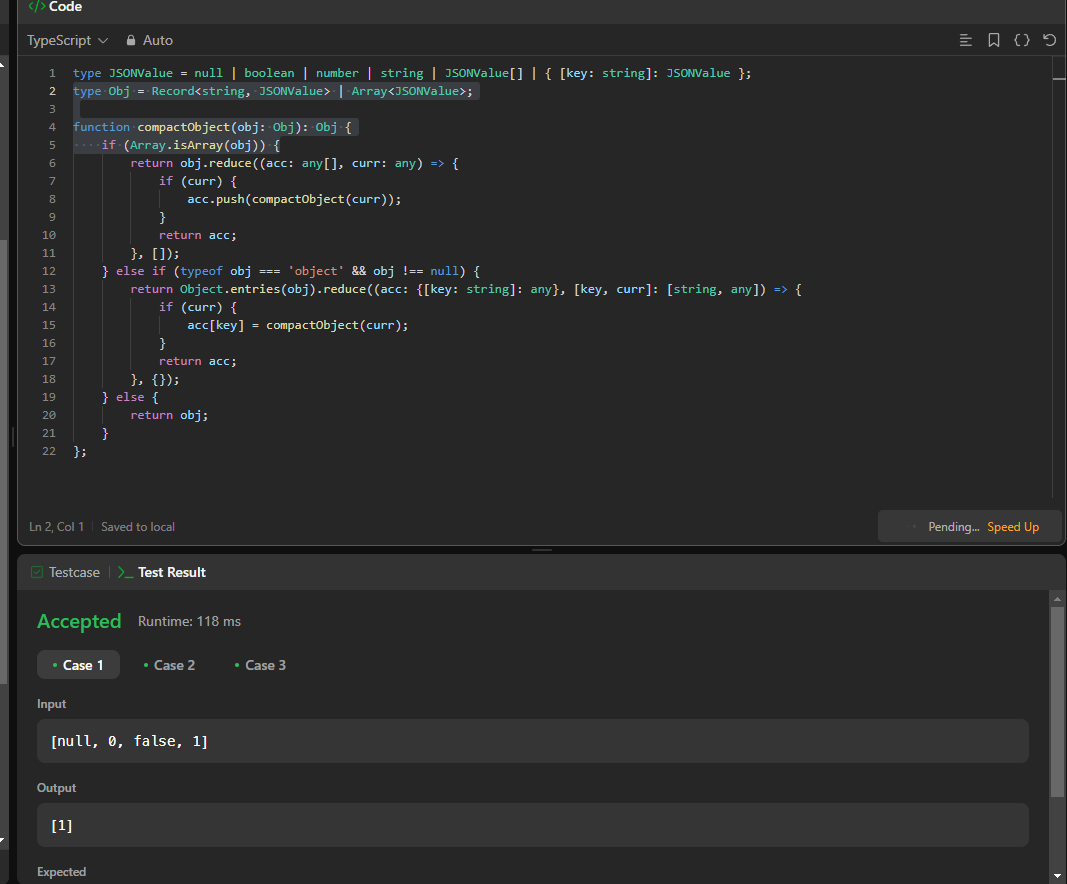 </> Code
TypeScript Auto
1 type JSONValue = null | boolean | number | string | JSONValue[] | { [key: string]: JSONValue };
2 type Obj = Record<string, JSONValue> | Array<JSONValue>;
3
4 function compactObject(obj: Obj): Obj {
5     if (Array.isArray(obj)) {
6         return obj.reduce((acc: any[], curr: any) => {
7             if (curr) {
8                 acc.push(compactObject(curr));
9             }
10             return acc;
11         }, []);
12     } else if (typeof obj === 'object' && obj !== null) {
13         return Object.entries(obj).reduce((acc: {[key: string]: any}, [key, curr]: [string, any]) => {
14             if (curr) {
15                 acc[key] = compactObject(curr);
16             }
17             return acc;
18         }, {});
19     } else {
20         return obj;
21     }
22 };
Ln 2, Col 1 Saved to local Pending... Speed Up
Testcase >_ Test Result
Accepted Runtime: 118 ms
• Case 1 • Case 2 • Case 3
Input
[null, 0, false, 1]
Output
[1]
Expected